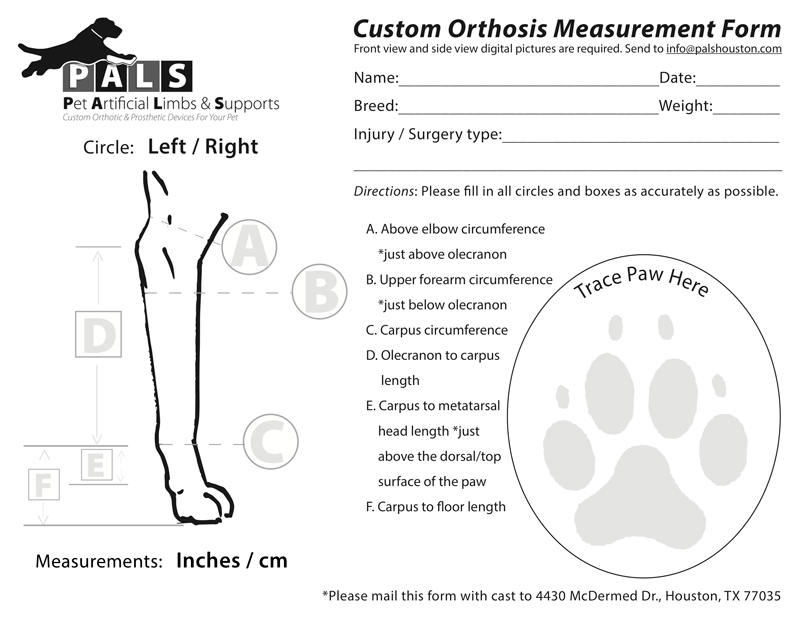 PALS
Pet Artificial Limbs & Supports
Custom Orthotic & Prosthetic Devices For Your Pet
Circle: Left / Right
A
B
D
C
E
F
Measurements: Inches / cm
Custom Orthosis Measurement Form
Front view and side view digital pictures are required. Send to info@palshouston.com
Name: Date:
Breed: Weight:
Injury / Surgery type:
Directions: Please fill in all circles and boxes as accurately as possible.
A. Above elbow circumference
*just above olecranon
B. Upper forearm circumference
*just below olecranon
C. Carpus circumference
D. Olecranon to carpus
length
E. Carpus to metatarsal
head length *just
above the dorsal/top
surface of the paw
F. Carpus to floor length
Trace Paw Here
*Please mail this form with cast to 4430 McDermed Dr., Houston, TX 77035